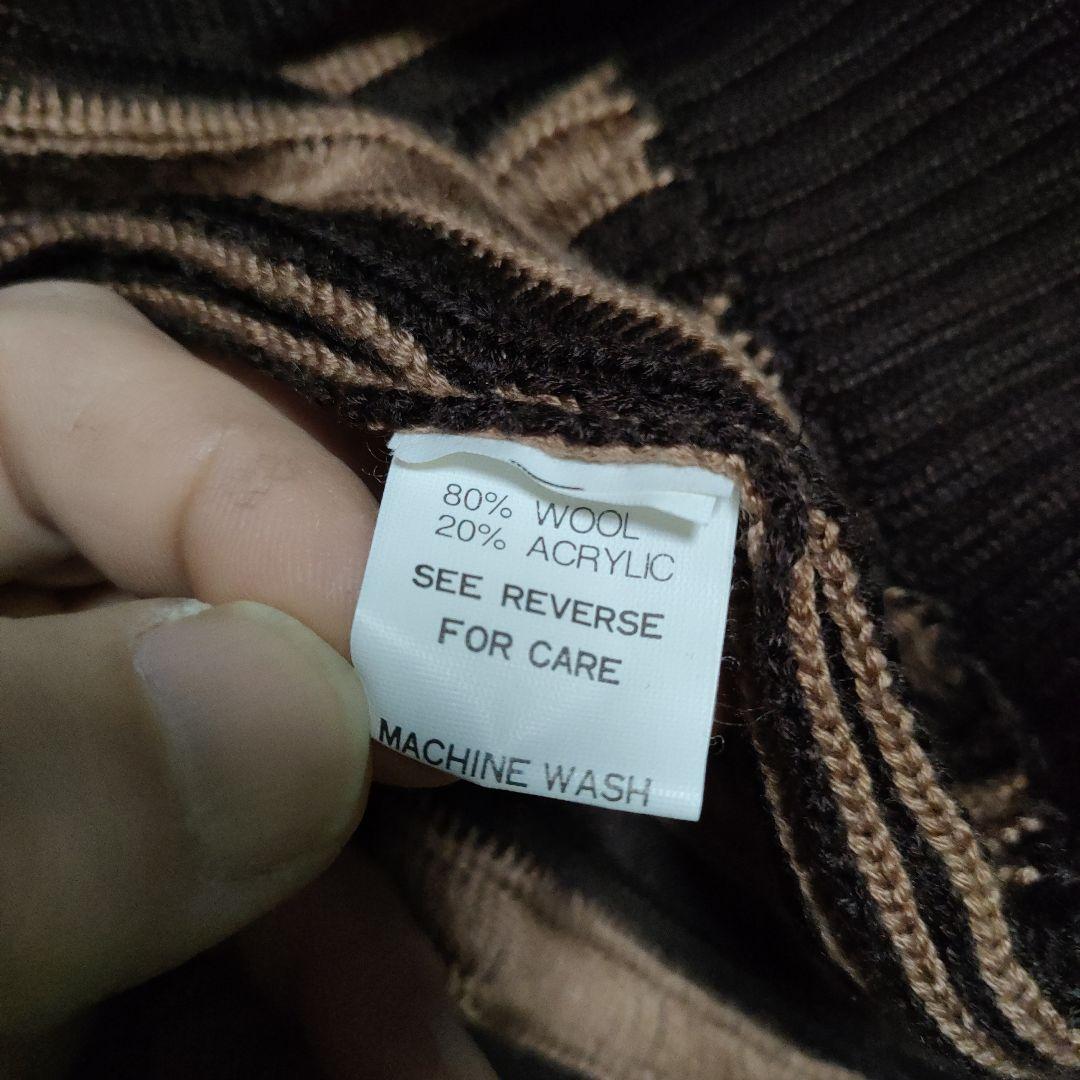 80% WOOL
20% ACRYLIC
SEE REVERSE
FOR CARE
MACHINE WASH